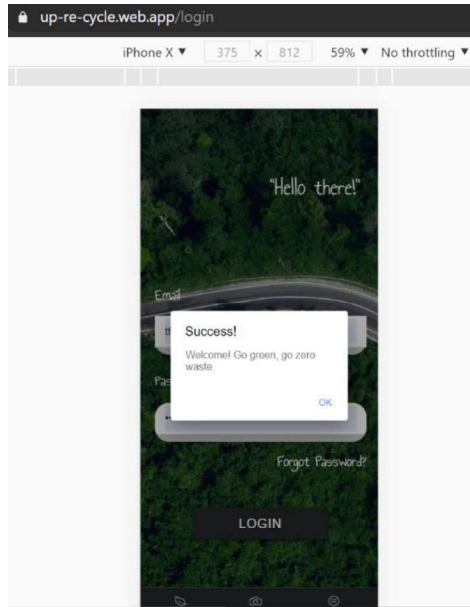 up-re-cycle.web.app/login
iPhone X ▼ 375 × 812 59% ▼ No throttling ▼
"Hello there!"
Email
Success!
Welcome! Go green, go zero
waste
OK
Forgot Password?
LOGIN